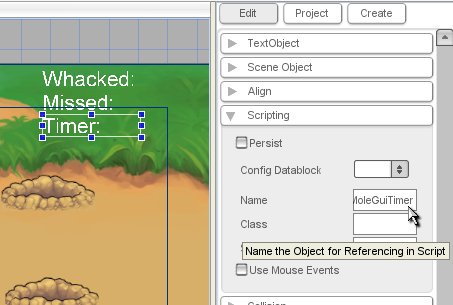 Edit Project Create
TextObject
Scene Object
Align
Scripting
Persist
Config Datablock
Name MoleGuiTimer
Class
Name the Object for Referencing in Script
Use Mouse Events
Whacked:
Missed:
Timer: